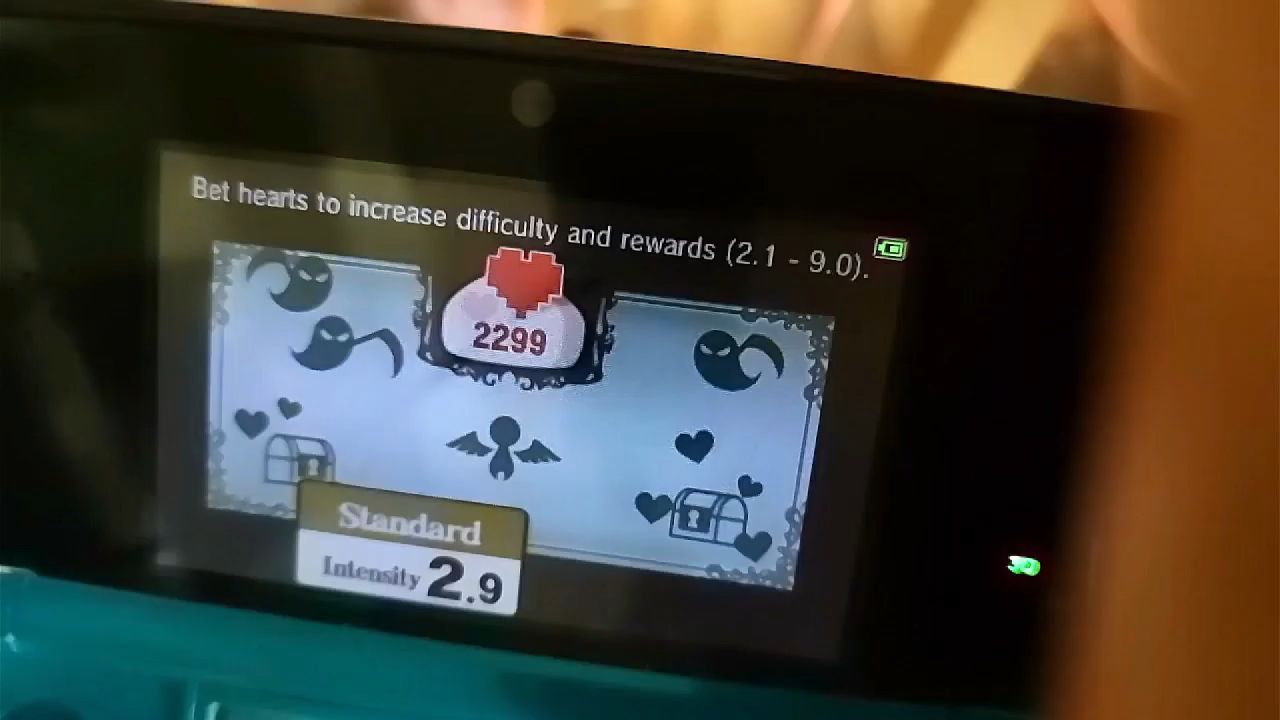 Bet hearts to increase difficulty and rewards (2.1 - 9.0).
2299
Standard
Intensity 2.9